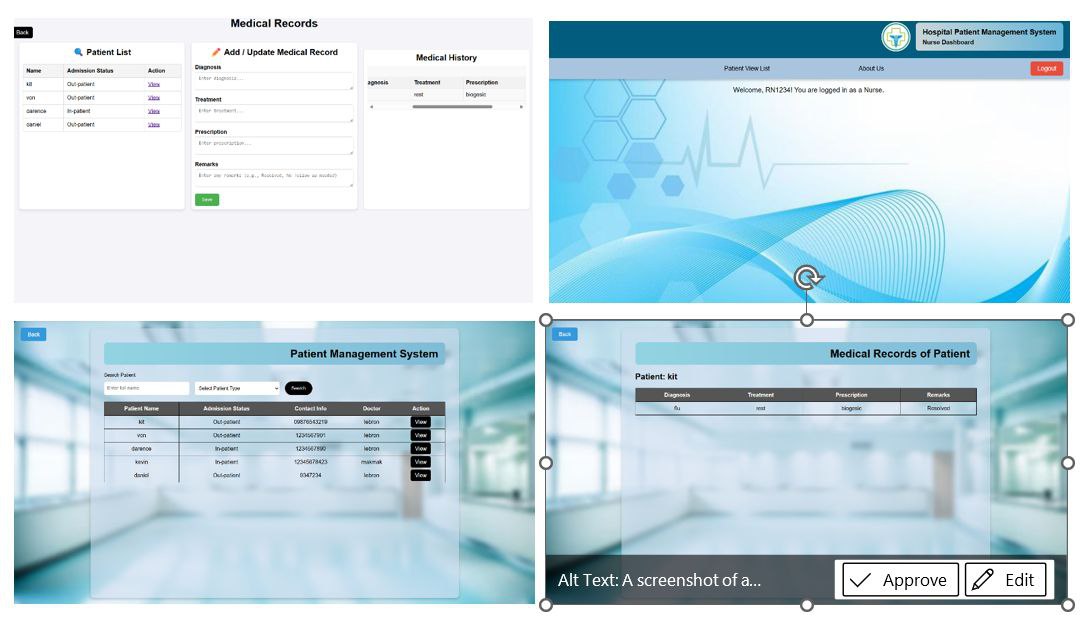 Medical Records
Back
Patient List
Name Admission Status Action
kit Out-patient View
von Out-patient View
darence In-patient View
daniel Out-patient View
Add / Update Medical Record
Diagnosis
Enter diagnosis...
Treatment
Enter treatment...
Prescription
Enter prescription...
Remarks
Enter any remarks (e.g., Resolved, No follow up needed)
Save
Medical History
agnosis Treatment Prescription
rest biogesic
Hospital Patient Management System
Nurse Dashboard
Patient View List About Us Logout
Welcome, RN1234! You are logged in as a Nurse.
Back
Patient Management System
Search Patient
Enter full name Select Patient Type Search
Patient Name Admission Status Contact Info Doctor Action
kit Out-patient 09876543219 lebron View
von Out-patient 1234567901 lebron View
darence In-patient 1234567890 lebron View
kevin In-patient 12345678423 makmak View
daniel Out-patient 9347234 lebron View
Back
Medical Records of Patient
Patient: kit
Diagnosis Treatment Prescription Remarks
flu rest biogesic Resolved
Alt Text: A screenshot of a... Approve Edit